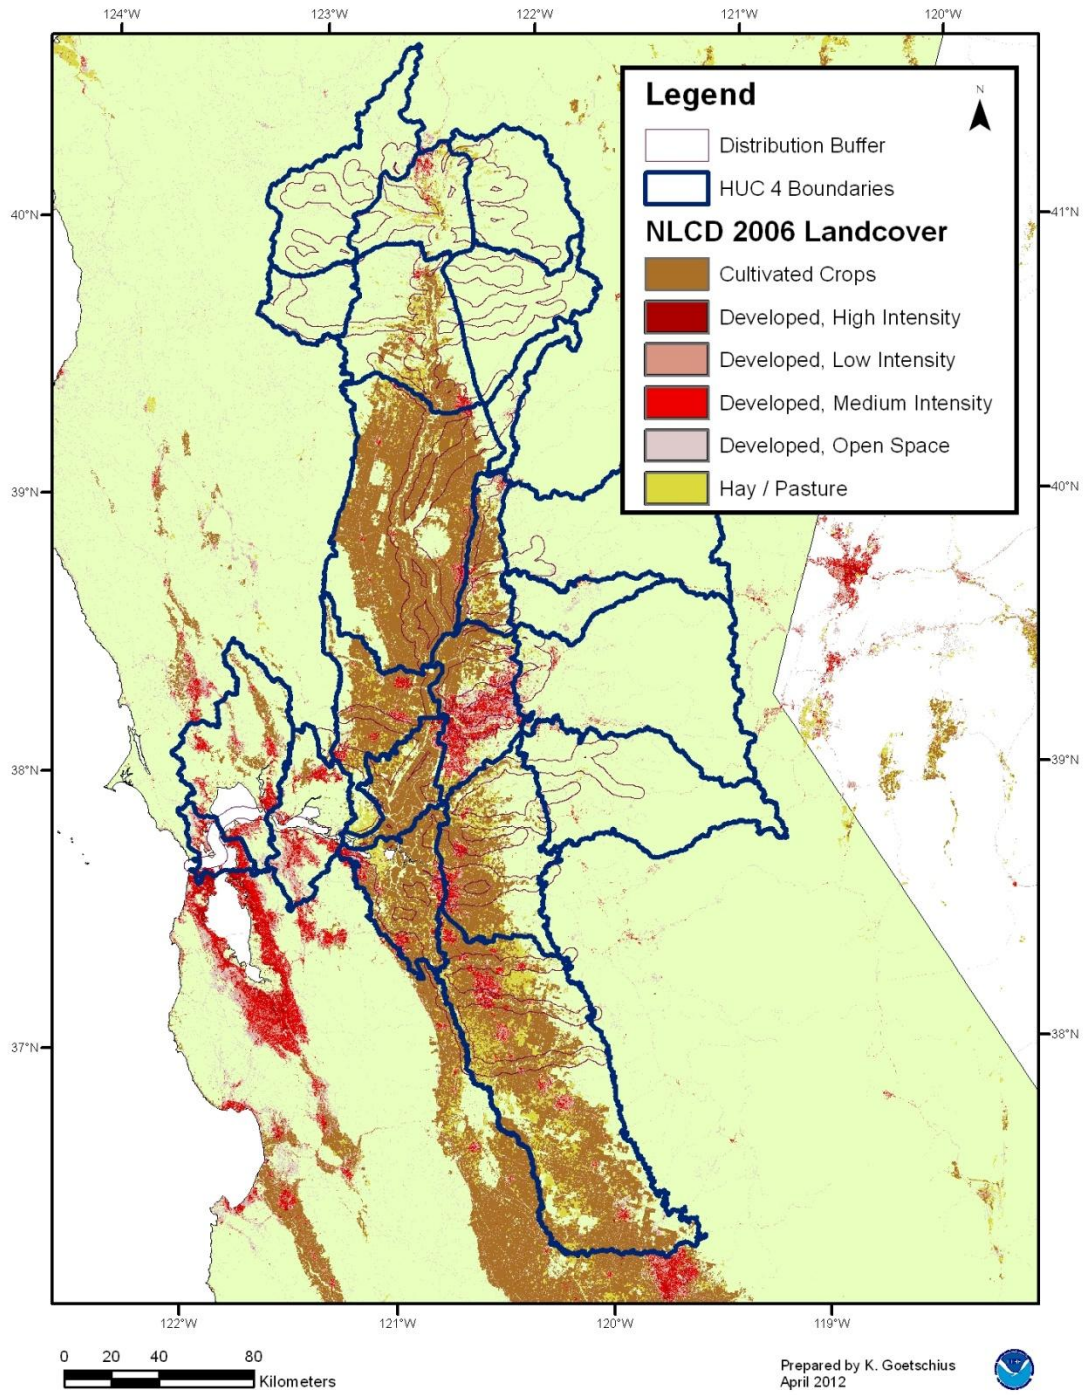 124°W 123°W 122°W 121°W 120°W
Legend
N
Distribution Buffer
HUC 4 Boundaries
NLCD 2006 Landcover
Cultivated Crops
Developed, High Intensity
Developed, Low Intensity
Developed, Medium Intensity
Developed, Open Space
Hay / Pasture
40°N 41°N
39°N 40°N
38°N 39°N
37°N 38°N
122°W 121°W 120°W 119°W
0 20 40 80
Kilometers
Prepared by K. Goetschius
April 2012